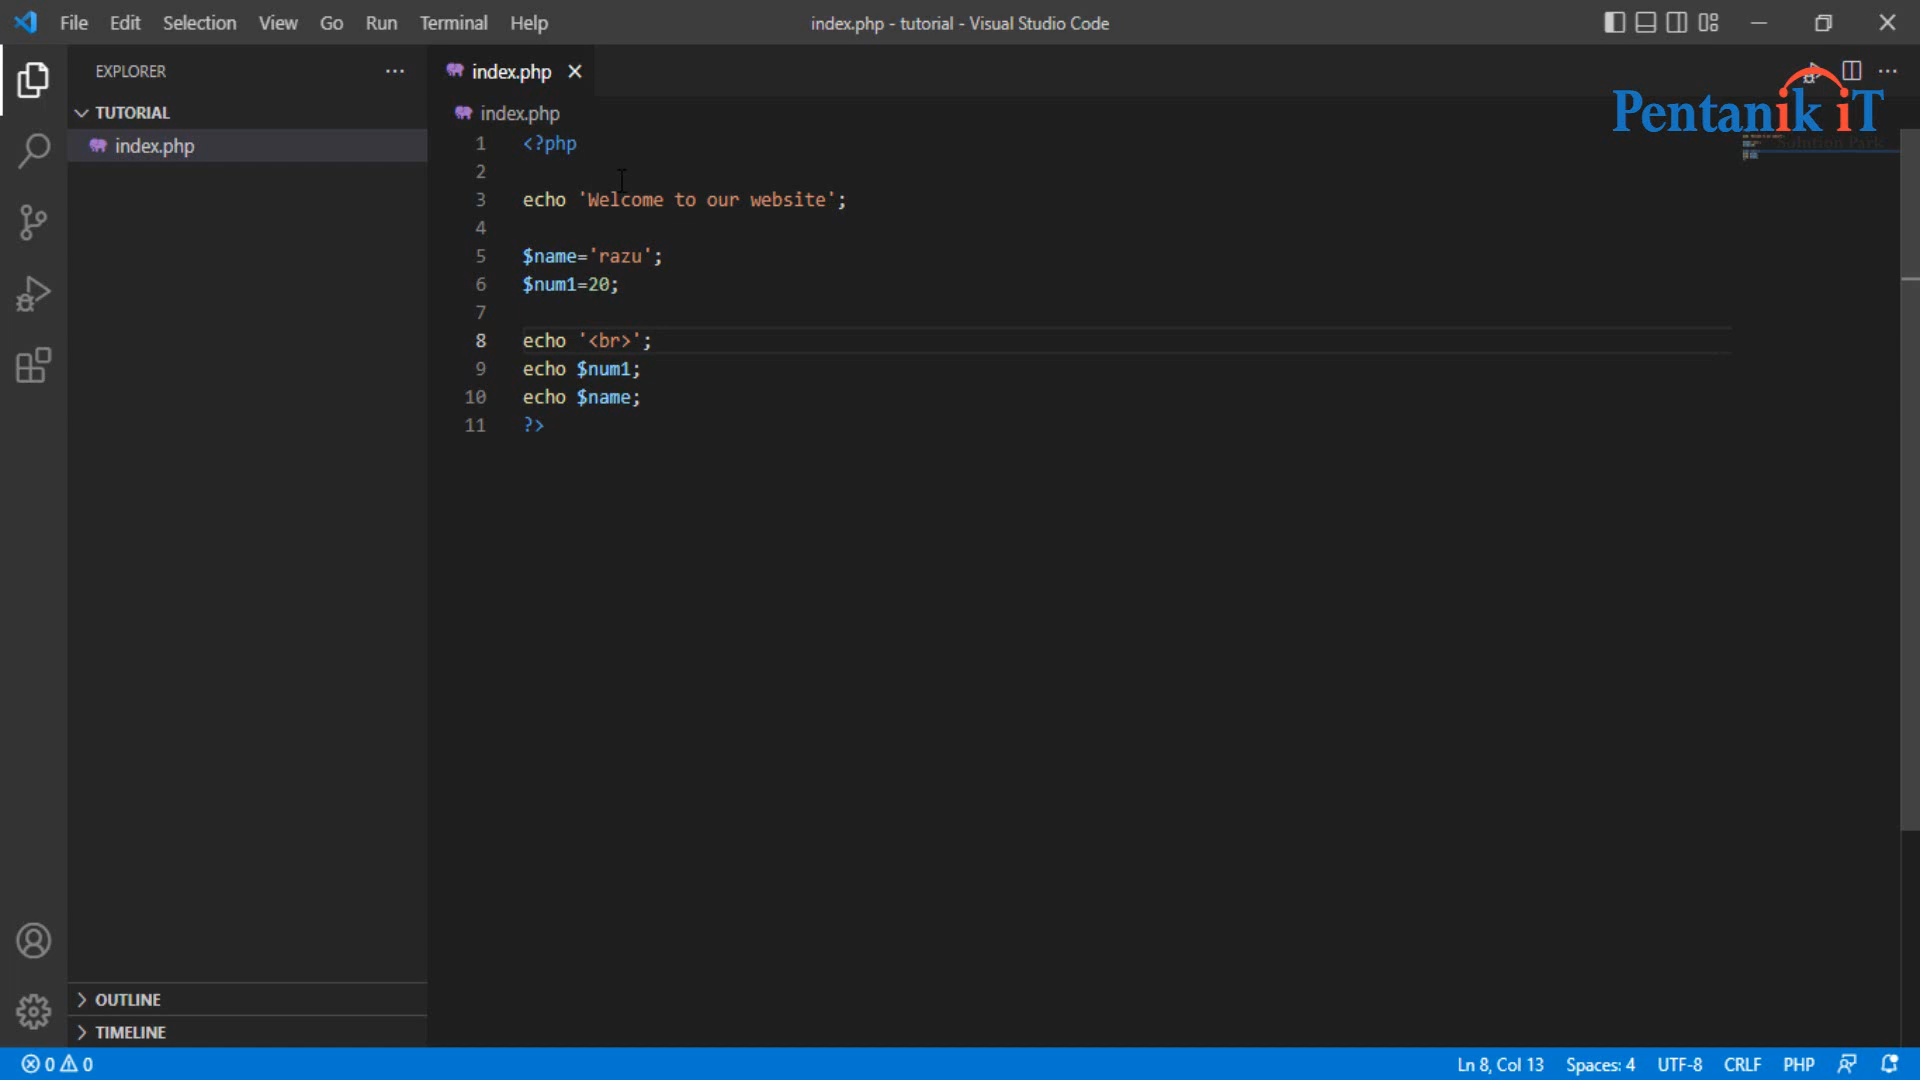 File Edit Selection View Go Run Terminal Help
index.php - tutorial - Visual Studio Code
EXPLORER
index.php
Pentanik iT
Solution Park
TUTORIAL
index.php
index.php
1 <?php
2
3 echo 'Welcome to our website';
4
5 $name='razu';
6 $num1=20;
7
8 echo '<br>';
9 echo $num1;
10 echo $name;
11 ?>
OUTLINE
TIMELINE
0 0
Ln 8, Col 13 Spaces: 4 UTF-8 CRLF PHP